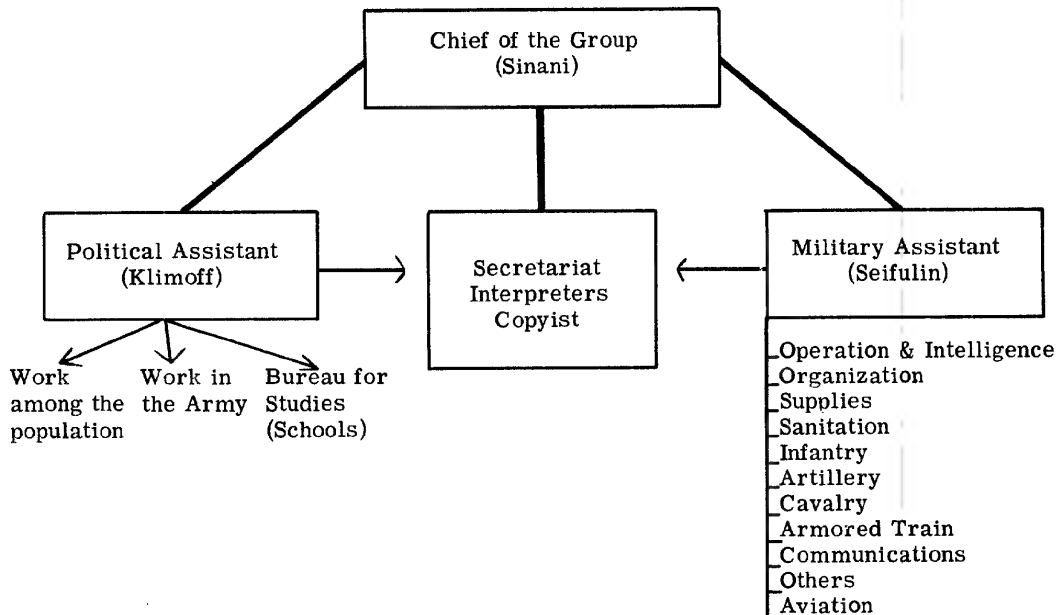 Chief of the Group
(Sinani)
Political Assistant
(Klimoff)
Secretariat
Interpreters
Copyist
Military Assistant
(Seifulin)
Work
among the
population
Work in
the Army
Bureau for
Studies
(Schools)
Operation & Intelligence
Organization
Supplies
Sanitation
Infantry
Artillery
Cavalry
Armored Train
Communications
Others
Aviation